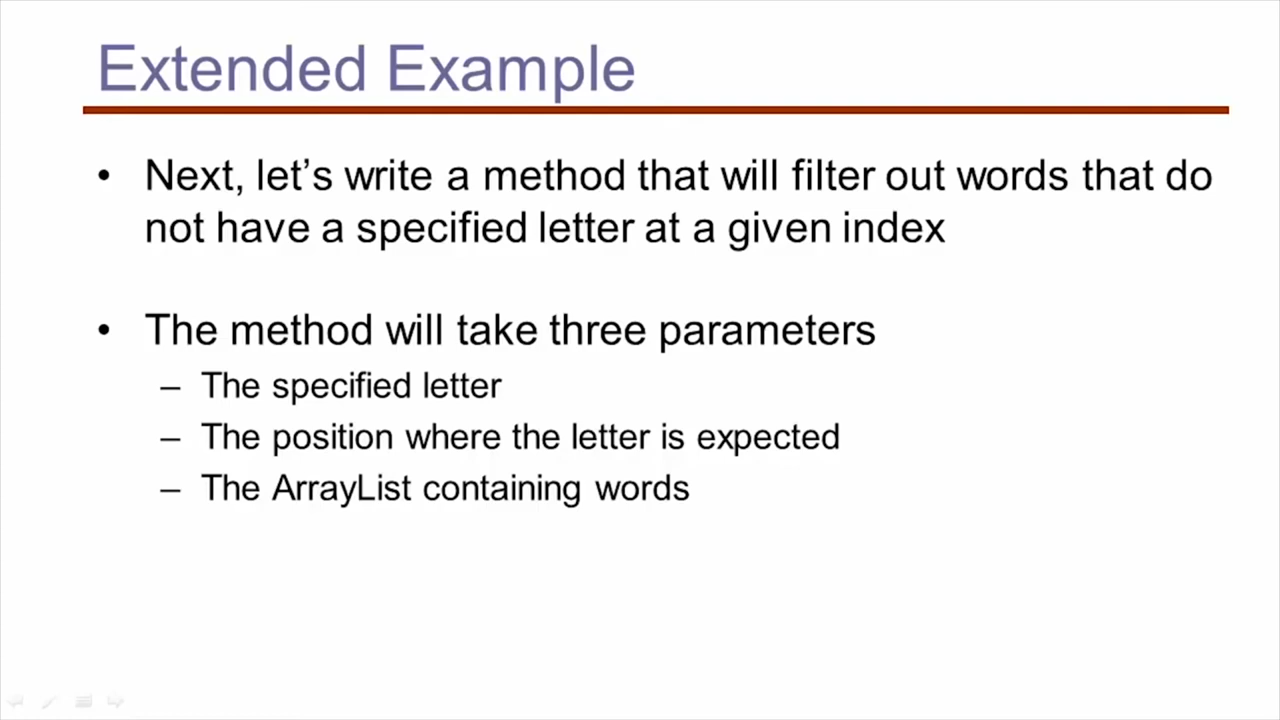 Extended Example
• Next, let’s write a method that will filter out words that do
not have a specified letter at a given index
• The method will take three parameters
– The specified letter
– The position where the letter is expected
– The ArrayList containing words